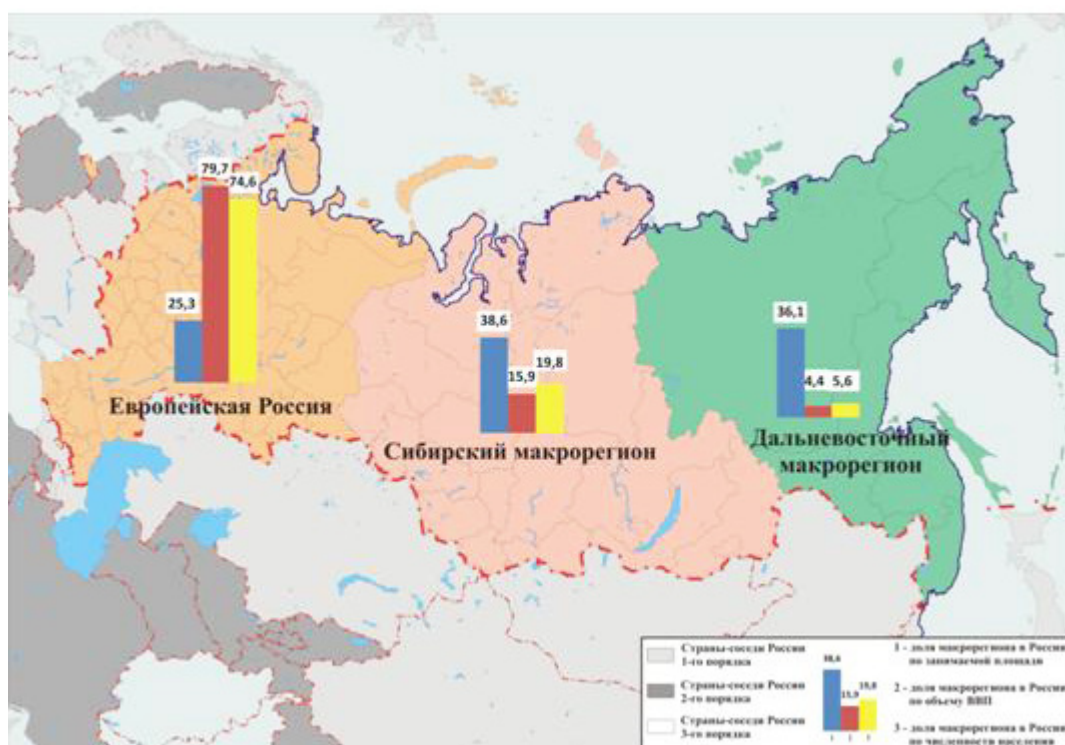 79,7
74,6
25,3
Европейская Россия
38,6
15,9
19,8
Сибирский макрорегион
36,1
4,4
5,6
Дальневосточный
макрорегион
Страны-соседи России
1-го порядка
Страны-соседи России
2-го порядка
Страны-соседи России
3-го порядка
38,6
15,9
19,8
1 - доля макрорегиона в России
по занимаемой площади
2 - доля макрорегиона в России
по объему ВВП
3 - доля макрорегиона в России
по численности населения